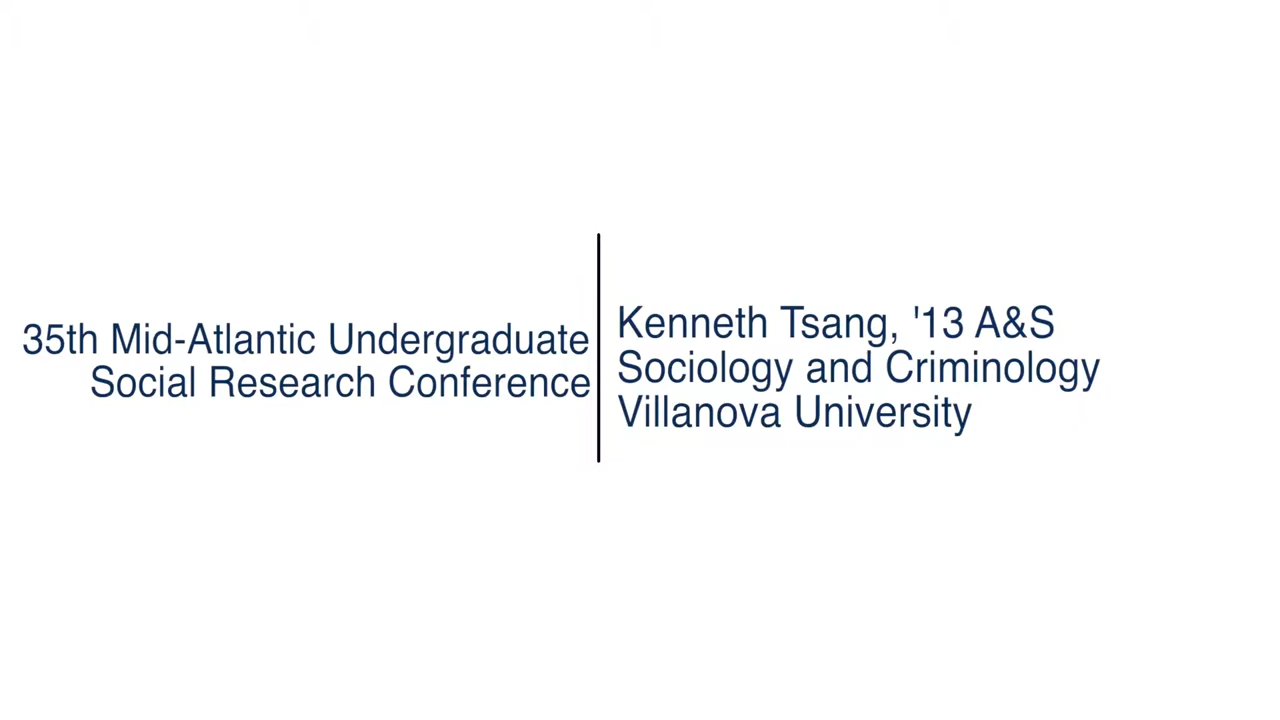 35th Mid-Atlantic Undergraduate
Social Research Conference
Kenneth Tsang, '13 A&S
Sociology and Criminology
Villanova University